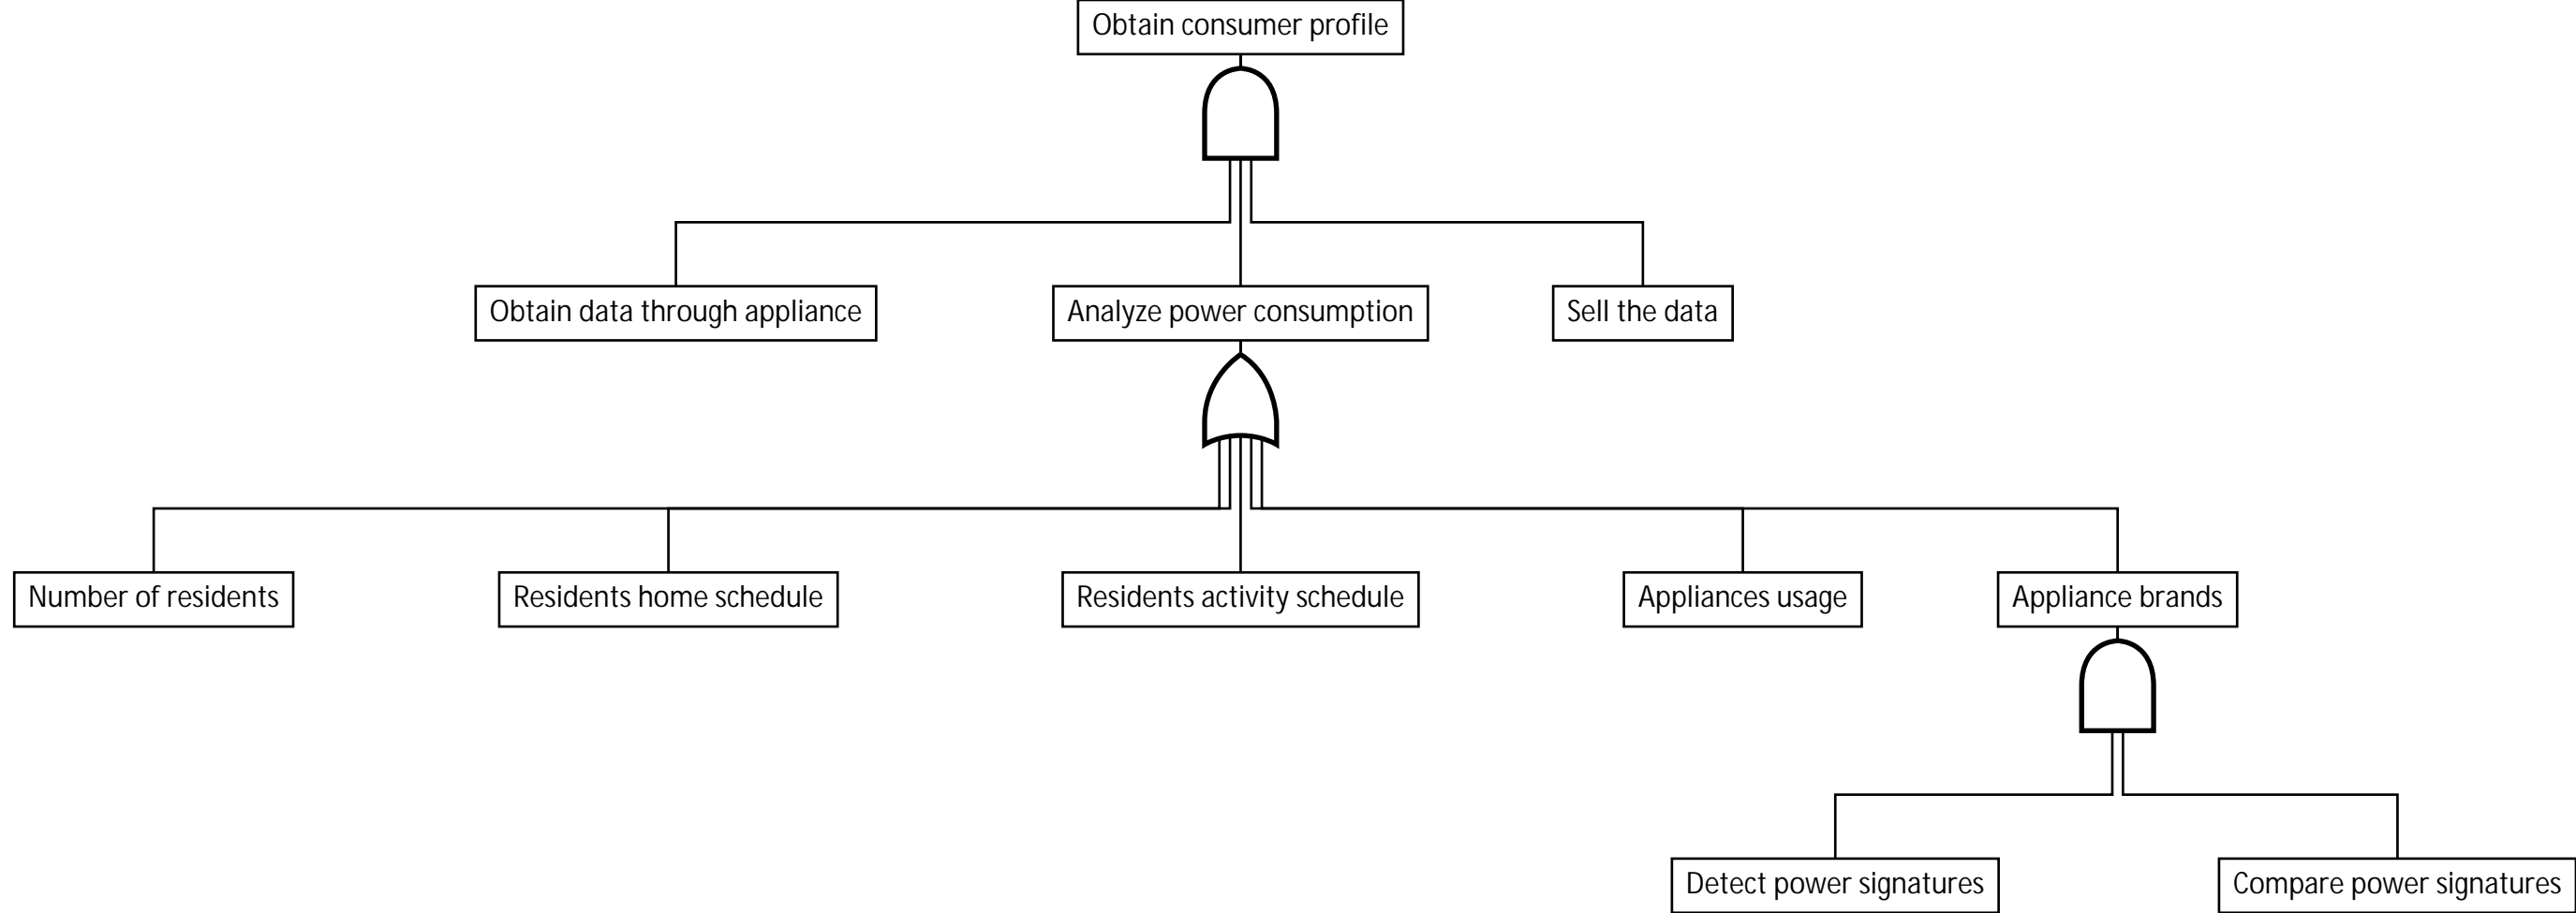 Obtain consumer profile
Obtain data through appliance
Analyze power consumption
Sell the data
Number of residents
Residents home schedule
Residents activity schedule
Appliances usage
Appliance brands
Detect power signatures
Compare power signatures